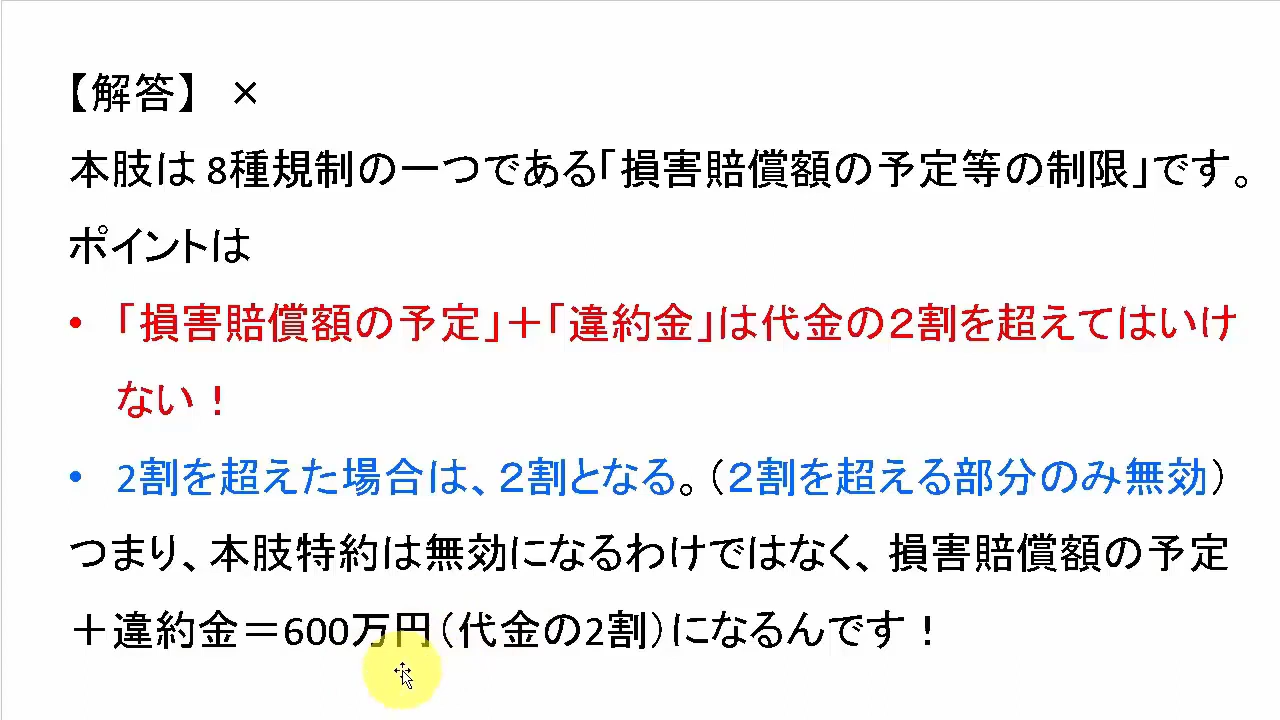 【解答】 ×
本肢は 8種規制の一つである「損害賠償額の予定等の制限」です。
ポイントは
• 「損害賠償額の予定」＋「違約金」は代金の２割を超えてはいけ
ない！
• 2割を超えた場合は、２割となる。（２割を超える部分のみ無効）
つまり、本肢特約は無効になるわけではなく、損害賠償額の予定
＋違約金＝600万円（代金の2割）になるんです！